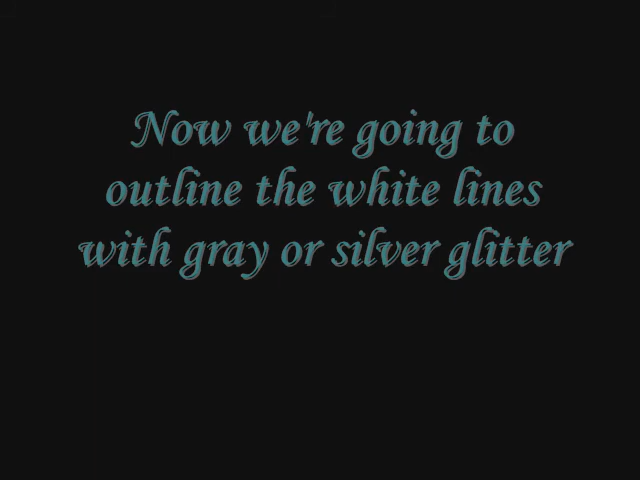 Now we're going to
outline the white lines
with gray or silver glitter